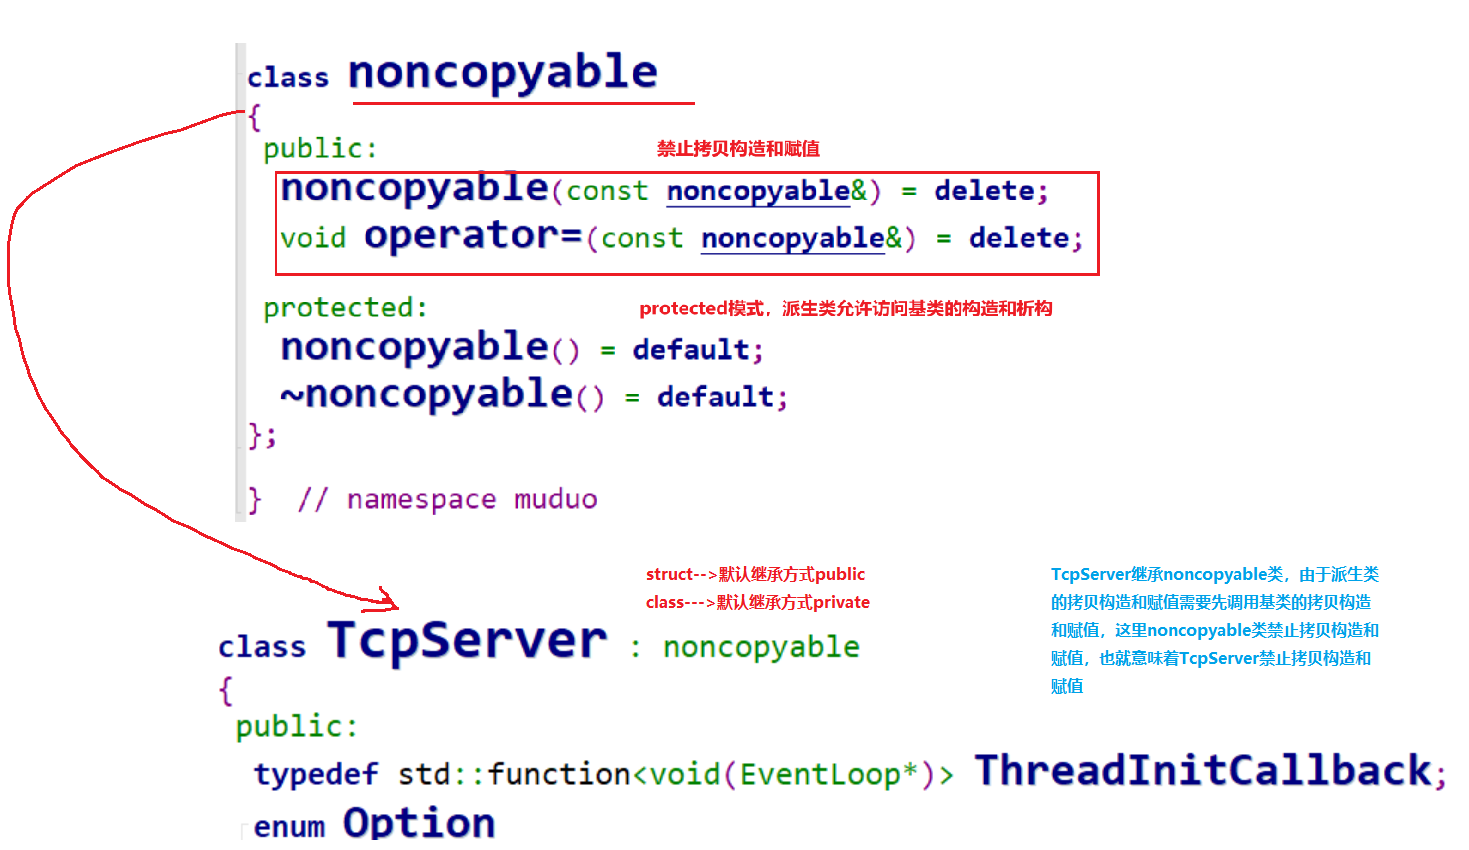 class noncopyable
{
public:
禁止拷贝构造和赋值
noncopyable(const noncopyable&) = delete;
void operator=(const noncopyable&) = delete;
protected:
protected模式，派生类允许访问基类的构造和析构
noncopyable() = default;
~noncopyable() = default;
};
} // namespace muduo
struct-->默认继承方式public
class--->默认继承方式private
TcpServer继承noncopyable类，由于派生类
的拷贝构造和赋值需要先调用基类的拷贝构造
和赋值，这里noncopyable类禁止拷贝构造和
赋值，也就意味着TcpServer禁止拷贝构造和
赋值
class TcpServer : noncopyable
{
public:
typedef std::function<void(EventLoop*)> ThreadInitCallback;
enum Option